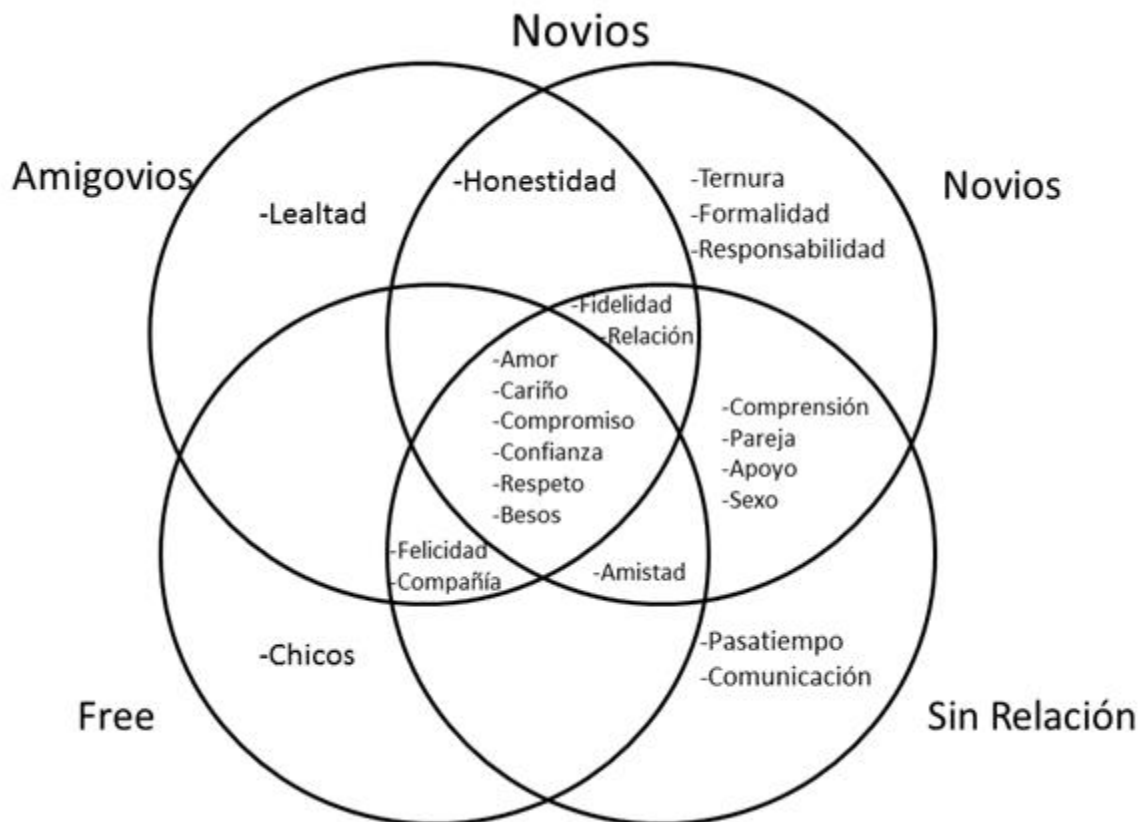 Novios
Amigovios
Novios
-Honestidad
-Lealtad
-Ternura
-Formalidad
-Responsabilidad
-Fidelidad
-Relación
-Amor
-Cariño
-Compromiso
-Confianza
-Respeto
-Besos
-Comprensión
-Pareja
-Apoyo
-Sexo
-Felicidad
-Compañía
-Amistad
-Chicos
-Pasatiempo
-Comunicación
Free
Sin Relación